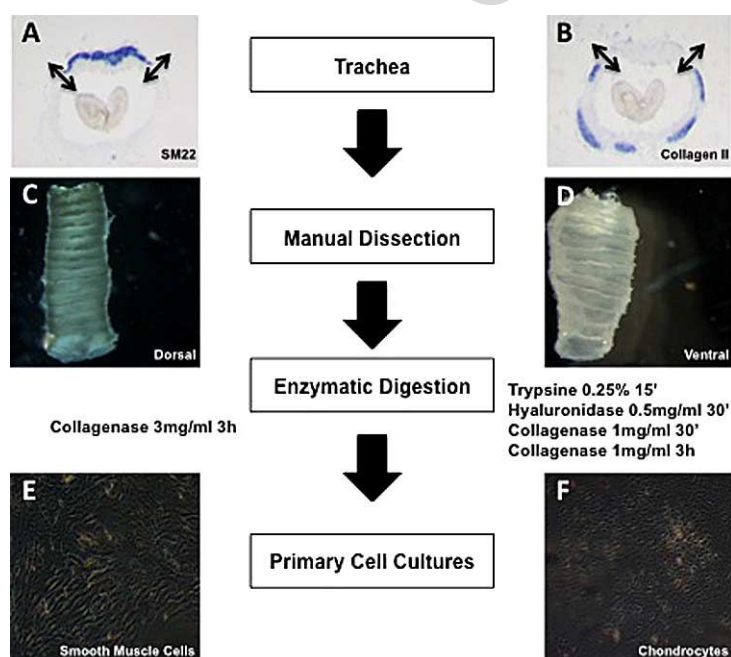 A
SM22
Trachea
B
Collagen II
C
Dorsal
Manual Dissection
D
Ventral
Enzymatic Digestion
Collagenase 3mg/ml 3h
Trypsine 0.25% 15'
Hyaluronidase 0.5mg/ml 30'
Collagenase 1mg/ml 30'
Collagenase 1mg/ml 3h
E
Smooth Muscle Cells
Primary Cell Cultures
F
Chondrocytes